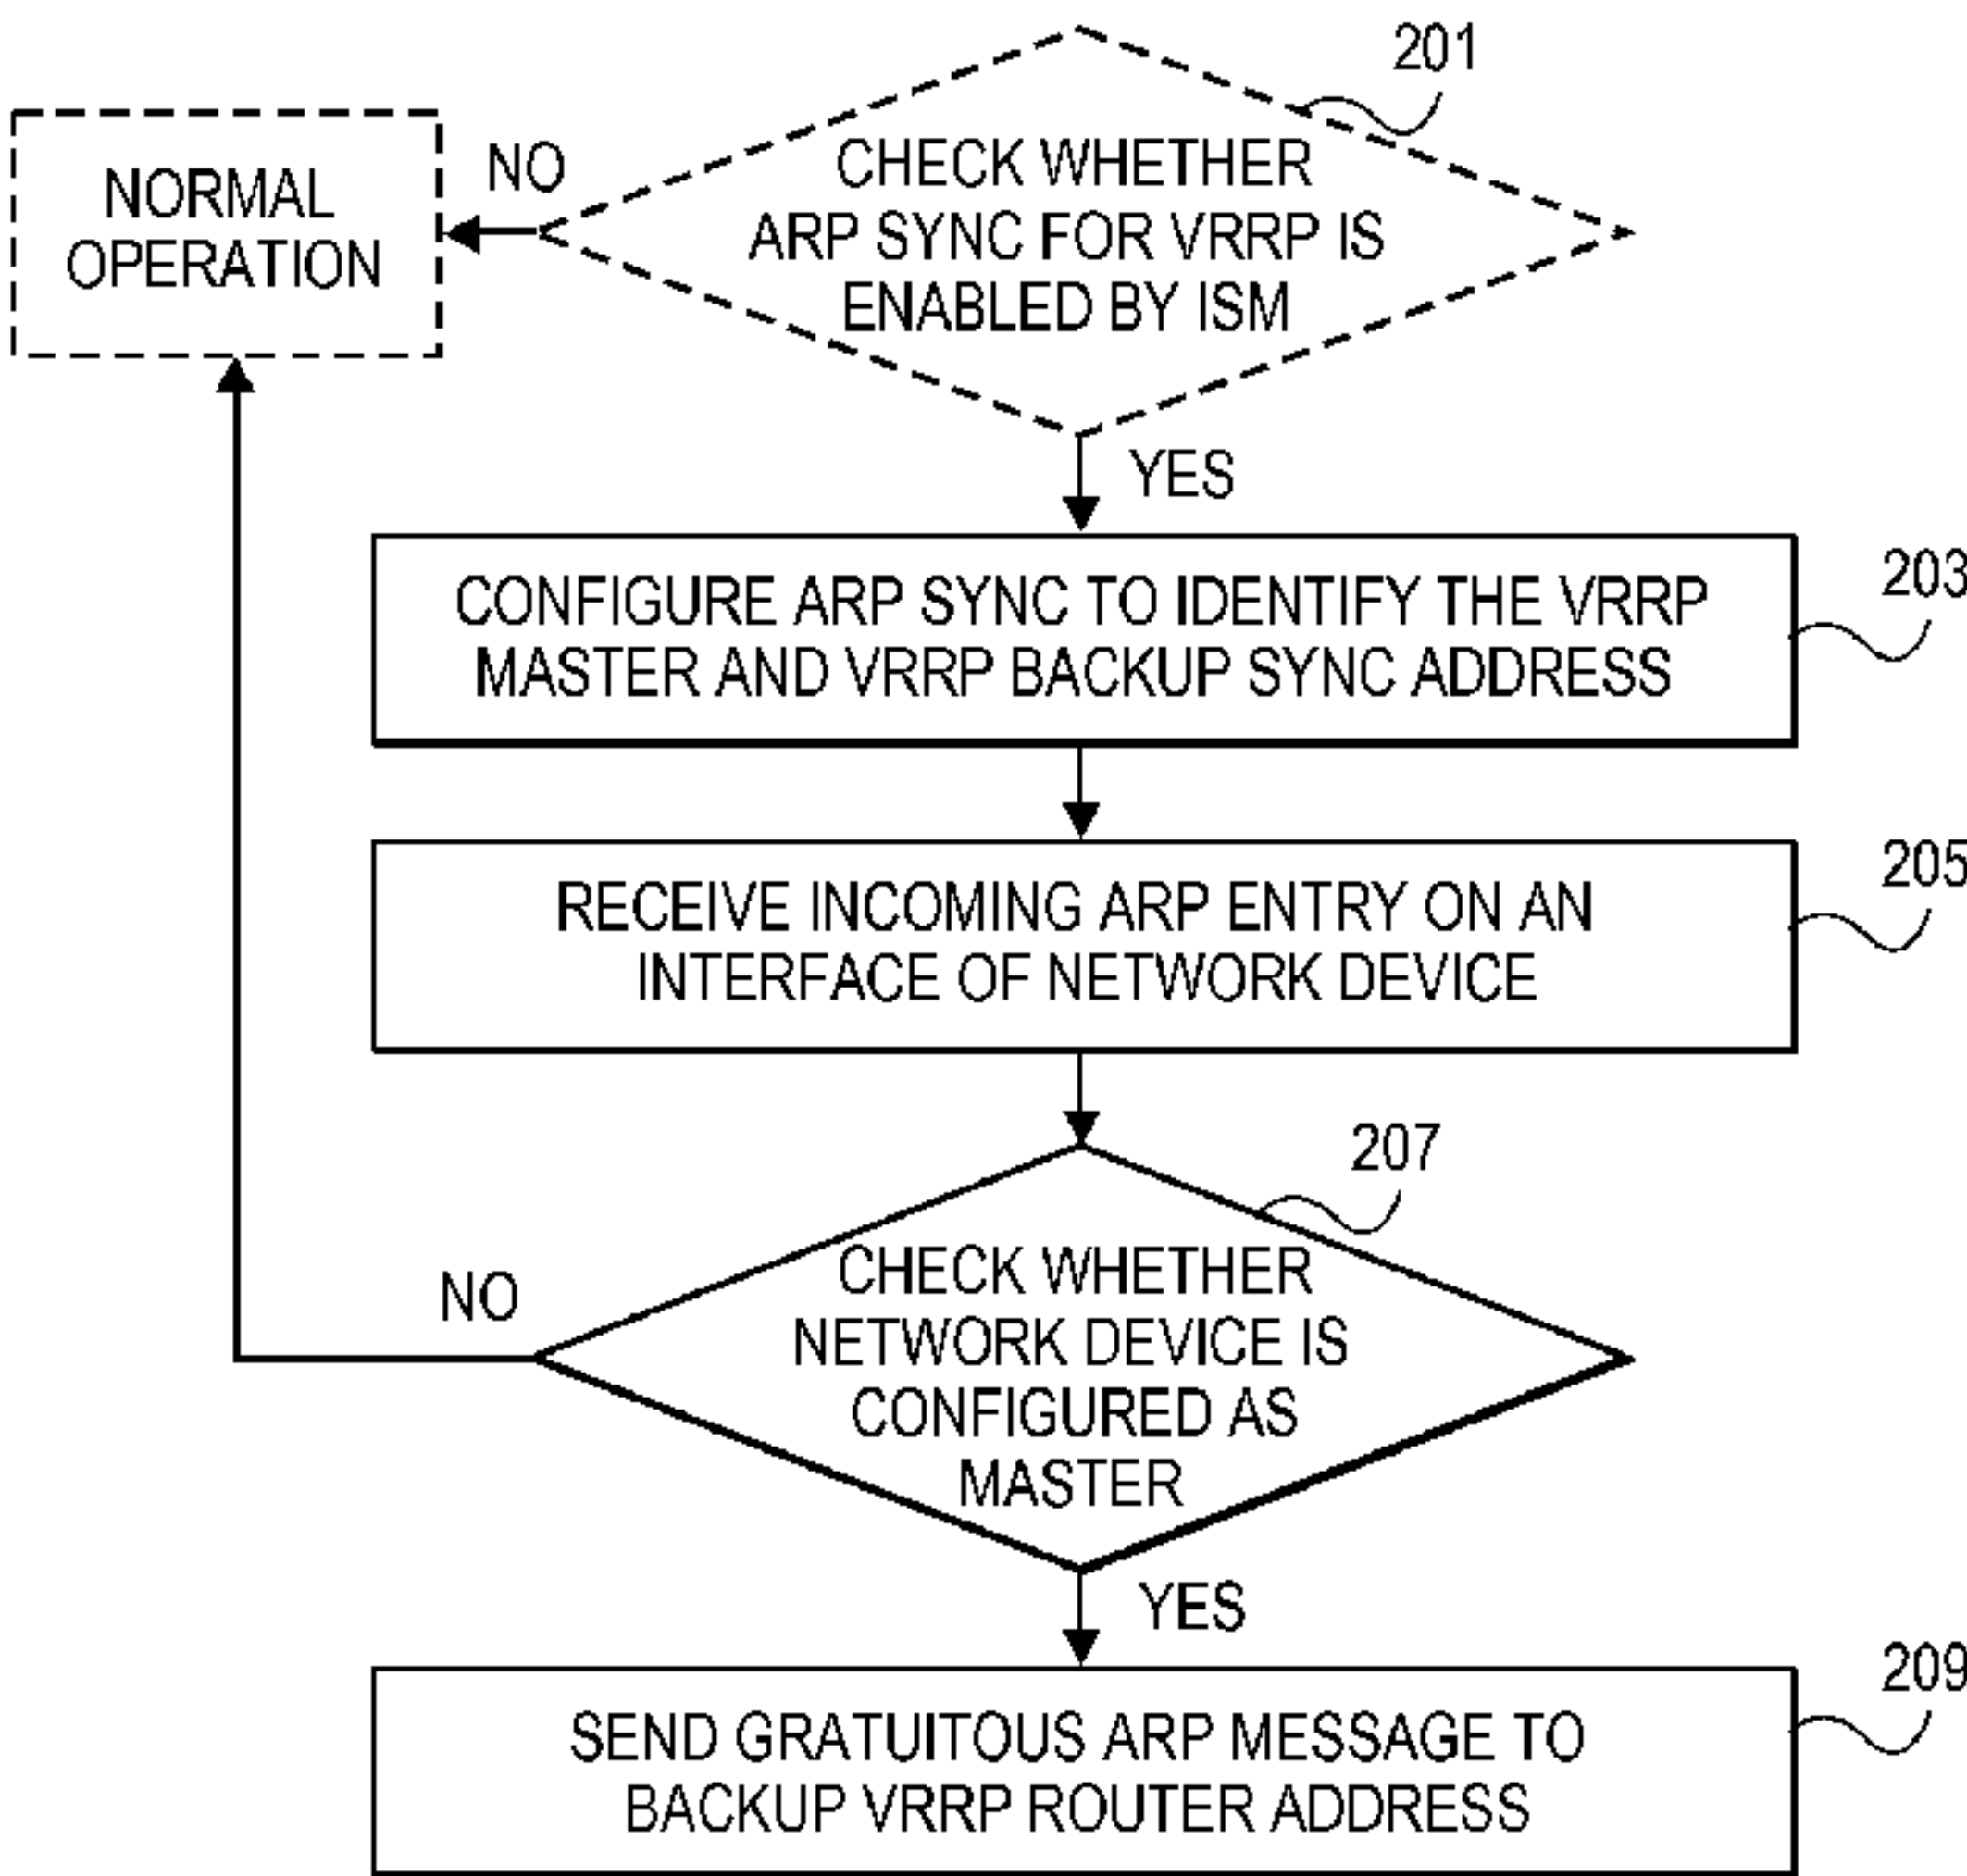 201
NORMAL
OPERATION
NO
CHECK WHETHER
ARP SYNC FOR VRRP IS
ENABLED BY ISM
YES
CONFIGURE ARP SYNC TO IDENTIFY THE VRRP
MASTER AND VRRP BACKUP SYNC ADDRESS
203
RECEIVE INCOMING ARP ENTRY ON AN
INTERFACE OF NETWORK DEVICE
205
207
NO
CHECK WHETHER
NETWORK DEVICE IS
CONFIGURED AS
MASTER
YES
SEND GRATUITOUS ARP MESSAGE TO
BACKUP VRRP ROUTER ADDRESS
209